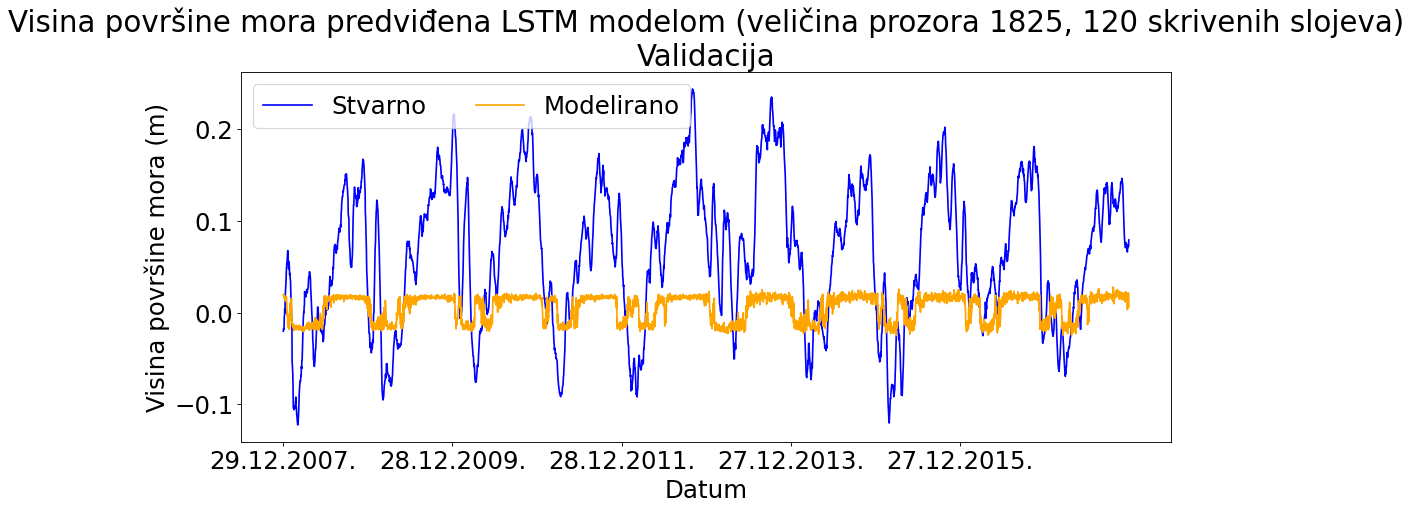 Visina površine mora predviđena LSTM modelom (veličina prozora 1825, 120 skrivenih slojeva)
Validacija
Stvarno Modelirano
Visina površine mora (m)
0.2
0.1
0.0
−0.1
29.12.2007. 28.12.2009. 28.12.2011. 27.12.2013. 27.12.2015.
Datum